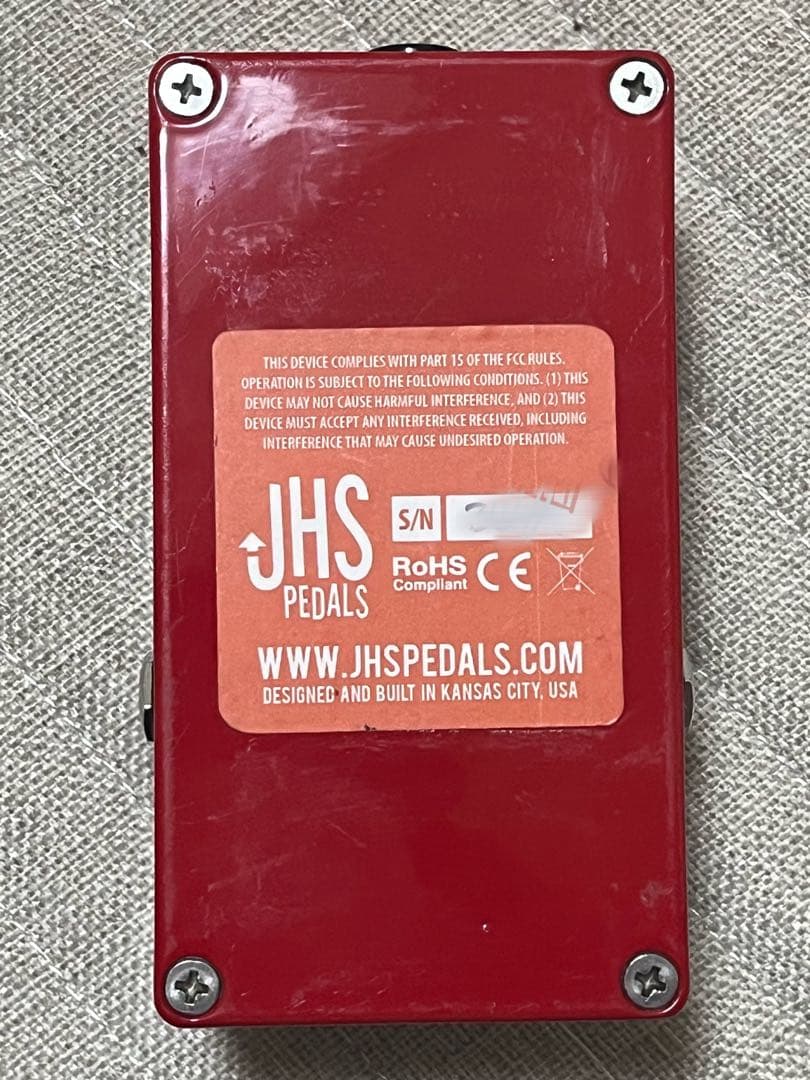 THIS DEVICE COMPLIES WITH PART 15 OF THE FCC RULES.
OPERATION IS SUBJECT TO THE FOLLOWING CONDITIONS. (1) THIS
DEVICE MAY NOT CAUSE HARMFUL INTERFERENCE, AND (2) THIS
DEVICE MUST ACCEPT ANY INTERFERENCE RECEIVED, INCLUDING
INTERFERENCE THAT MAY CAUSE UNDESIRED OPERATION.
JHS
PEDALS
S/N
RoHS
Compliant CE
WWW.JHSPEDALS.COM
DESIGNED AND BUILT IN KANSAS CITY, USA